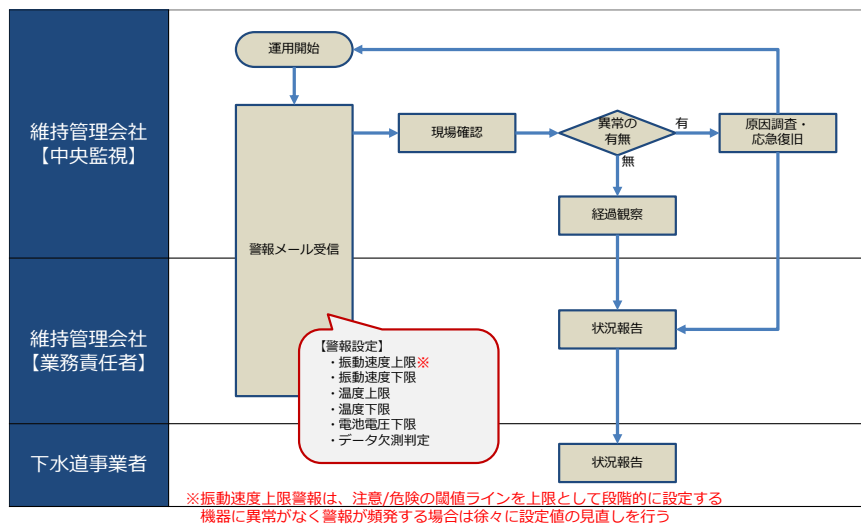 運用開始
維持管理会社
【中央監視】
現場確認
異常の
有無
有
原因調査・
応急復旧
無
経過観察
警報メール受信
維持管理会社
【業務責任者】
状況報告
【警報設定】
・振動速度上限※
・振動速度下限
・温度上限
・温度下限
・電池電圧下限
・データ欠測判定
下水道事業者
状況報告
※振動速度上限警報は、注意/危険の閾値ラインを上限として段階的に設定する
機器に異常がなく警報が頻発する場合は徐々に設定値の見直しを行う